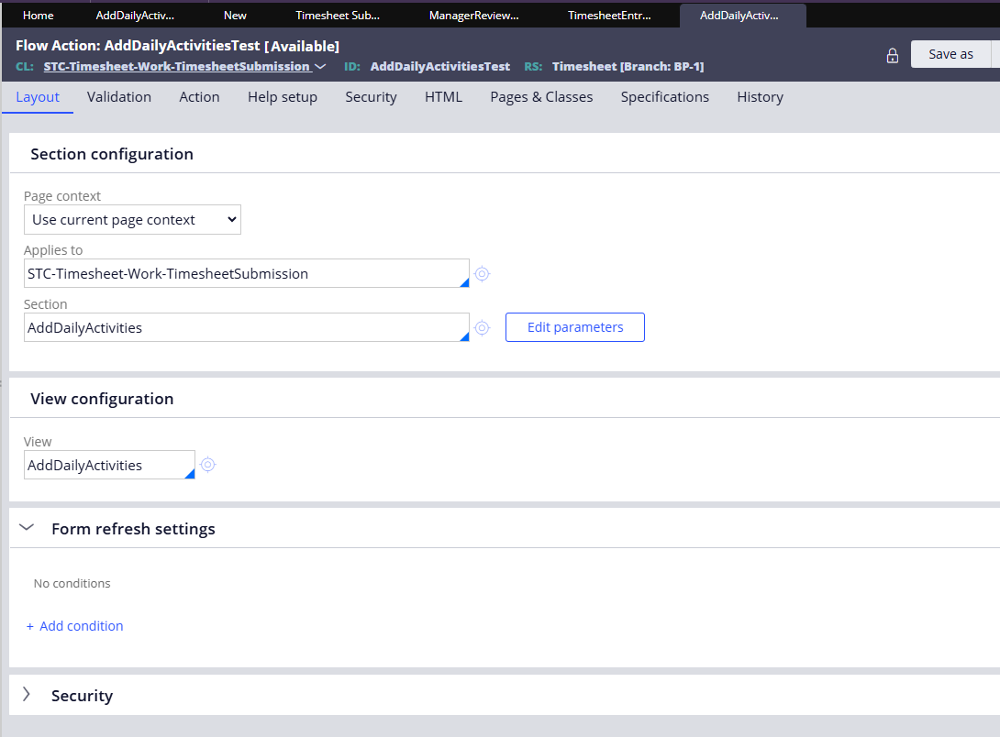 Home AddDailyActiv... New Timesheet Sub... ManagerReview... TimesheetEntr... AddDailyActiv...
Flow Action: AddDailyActivitiesTest [Available]
CL: STC-Timesheet-Work-TimesheetSubmission ID: AddDailyActivitiesTest RS: Timesheet [Branch: BP-1]
Save as
Layout Validation Action Help setup Security HTML Pages & Classes Specifications History
Section configuration
Page context
Use current page context
Applies to
STC-Timesheet-Work-TimesheetSubmission
Section
AddDailyActivities Edit parameters
View configuration
View
AddDailyActivities
Form refresh settings
No conditions
+ Add condition
Security